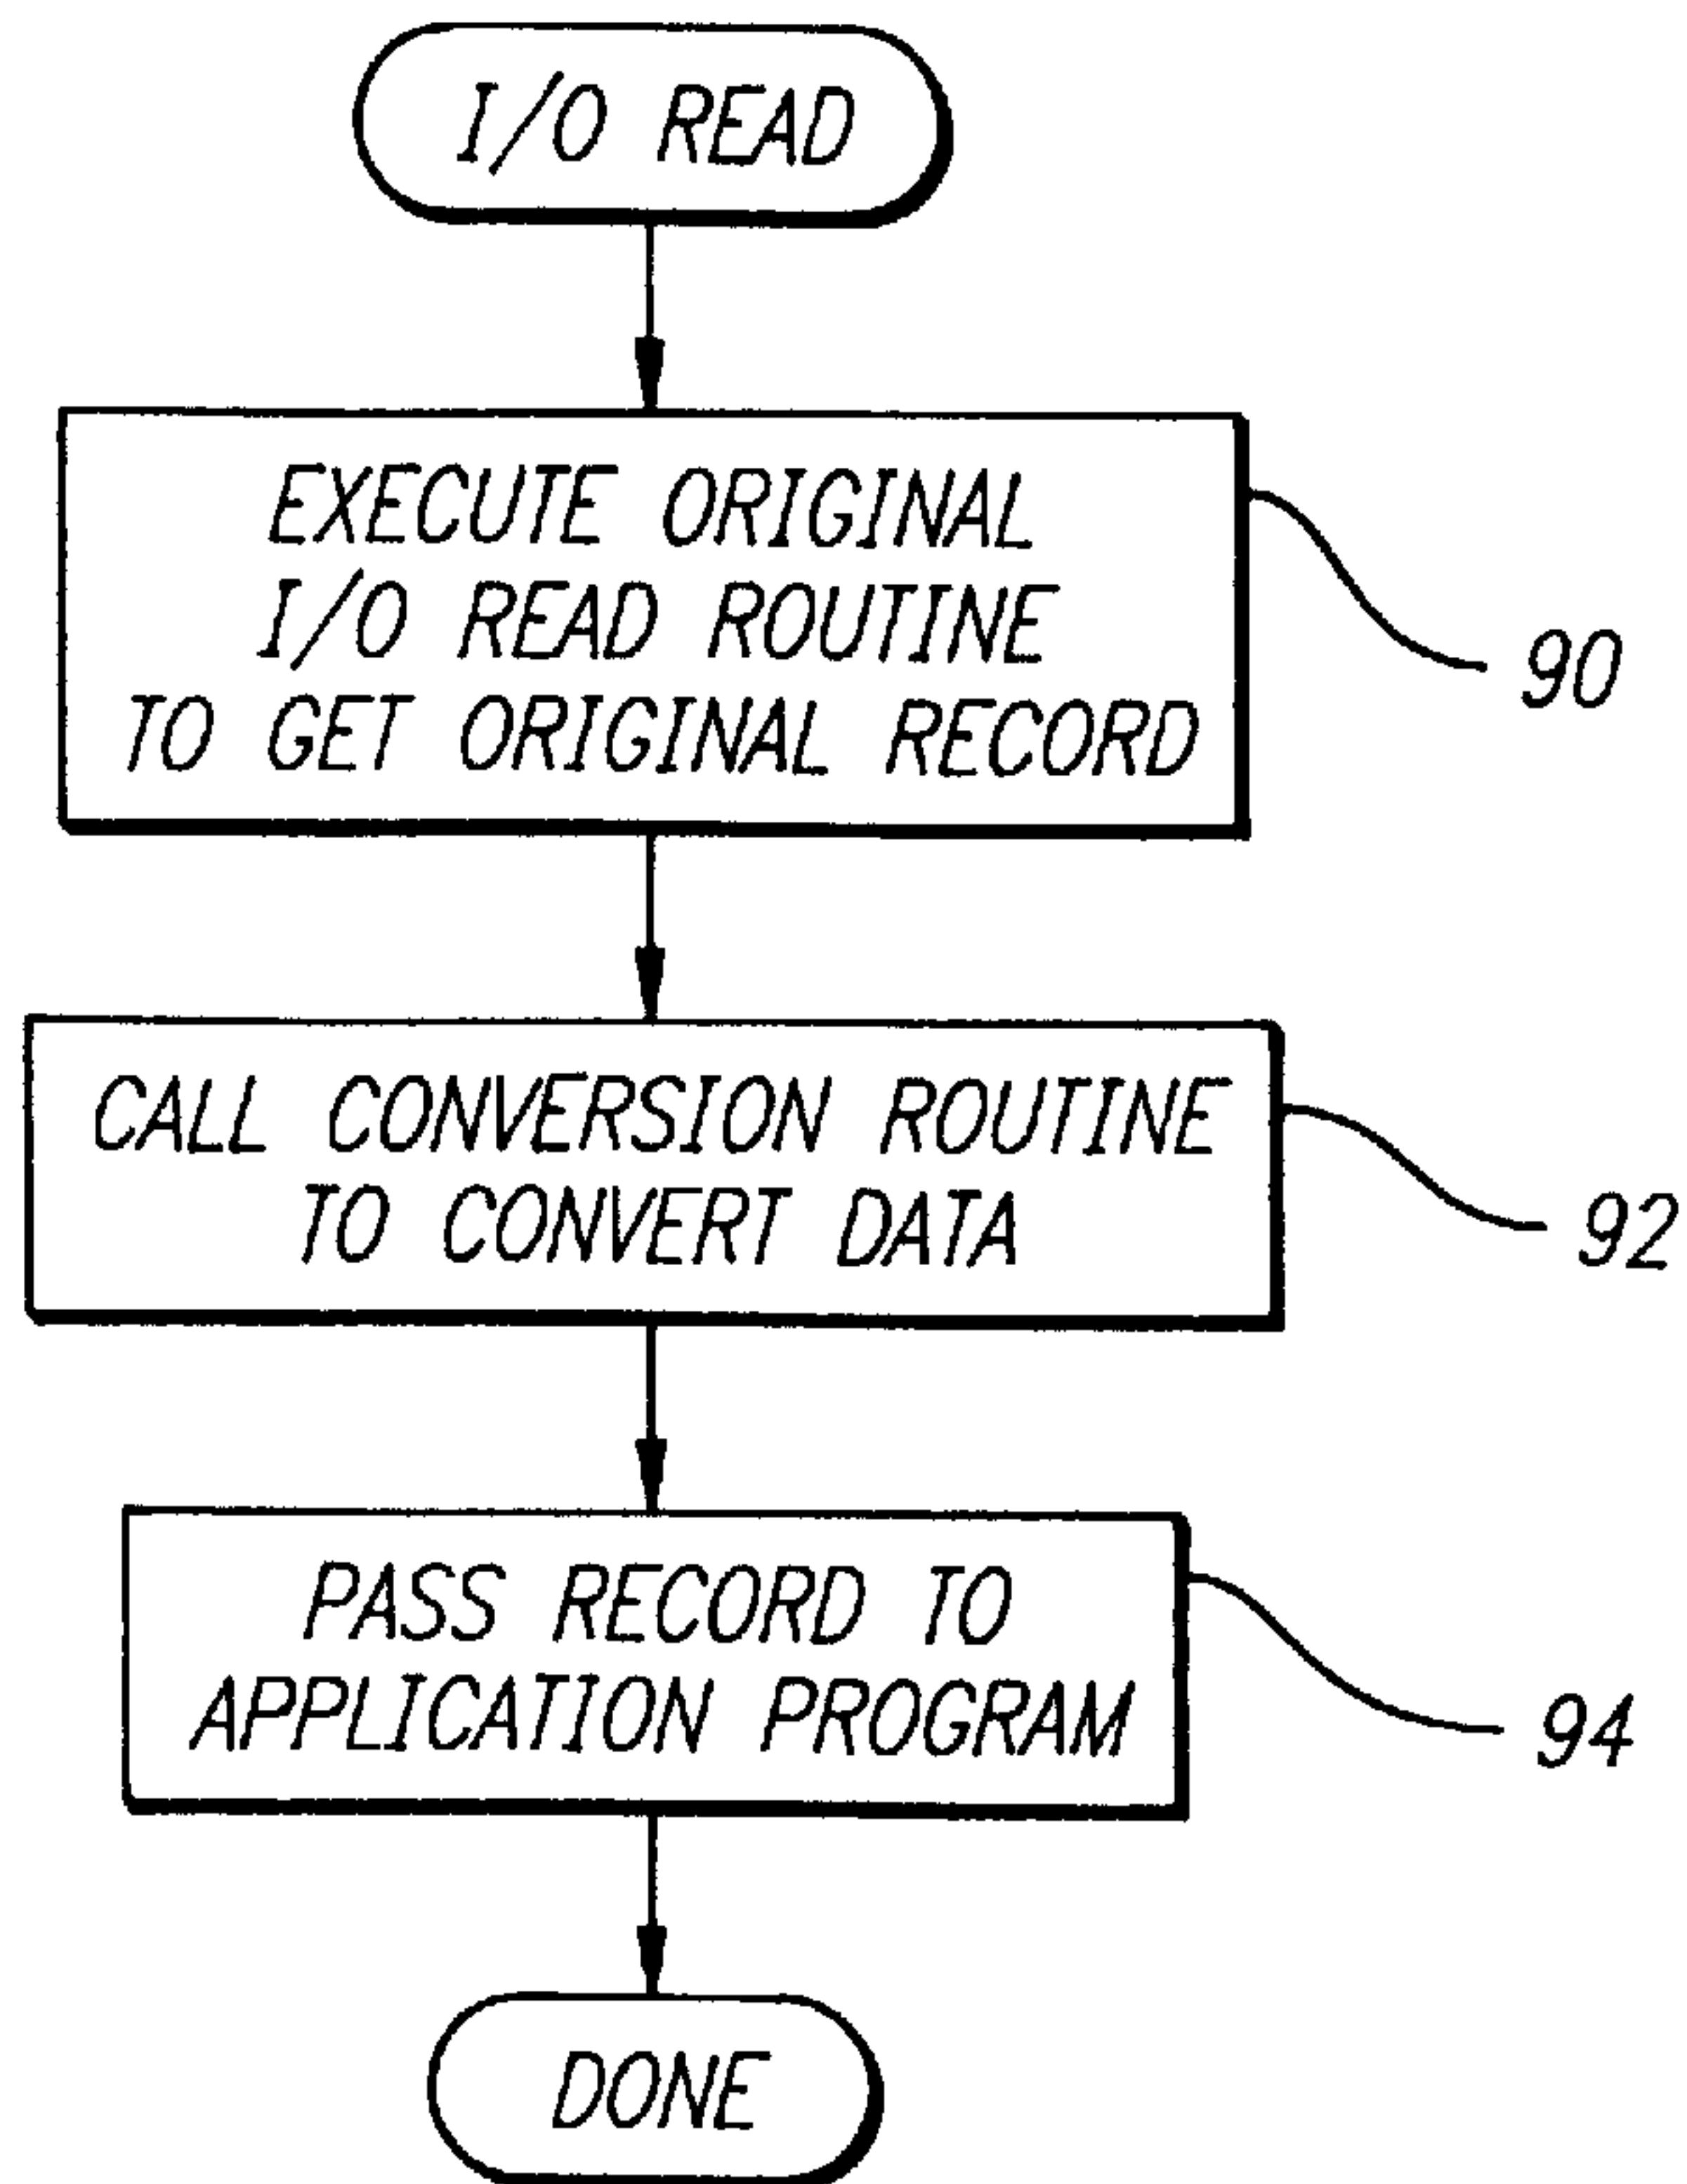 I/O READ
EXECUTE ORIGINAL
I/O READ ROUTINE
TO GET ORIGINAL RECORD
90
CALL CONVERSION ROUTINE
TO CONVERT DATA
92
PASS RECORD TO
APPLICATION PROGRAM
94
DONE